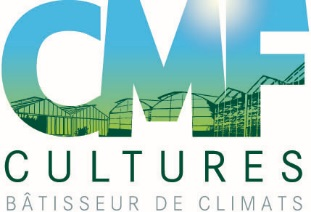 CMF
CULTURES
BÂTISSEUR DE CLIMATS